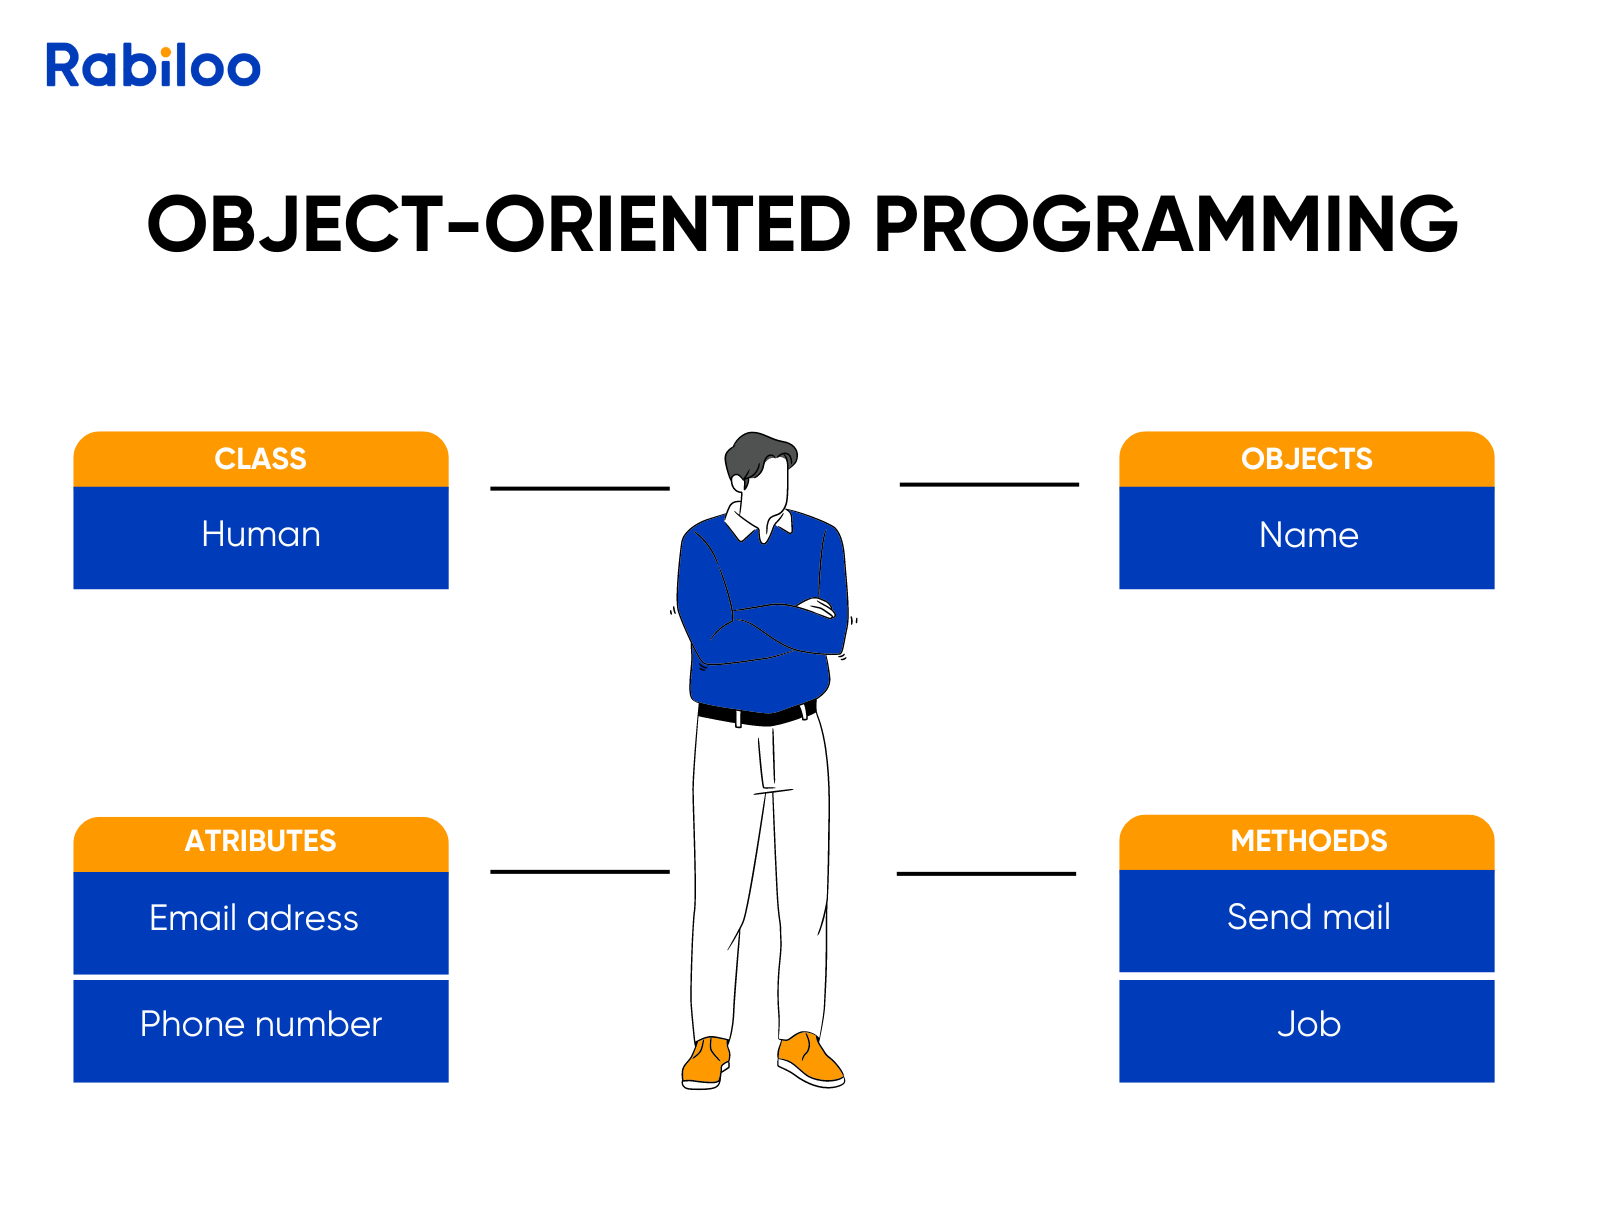 Rabiloo
OBJECT-ORIENTED PROGRAMMING
CLASS
Human
OBJECTS
Name
ATRIBUTES
Email adress
Phone number
METHOEDS
Send mail
Job